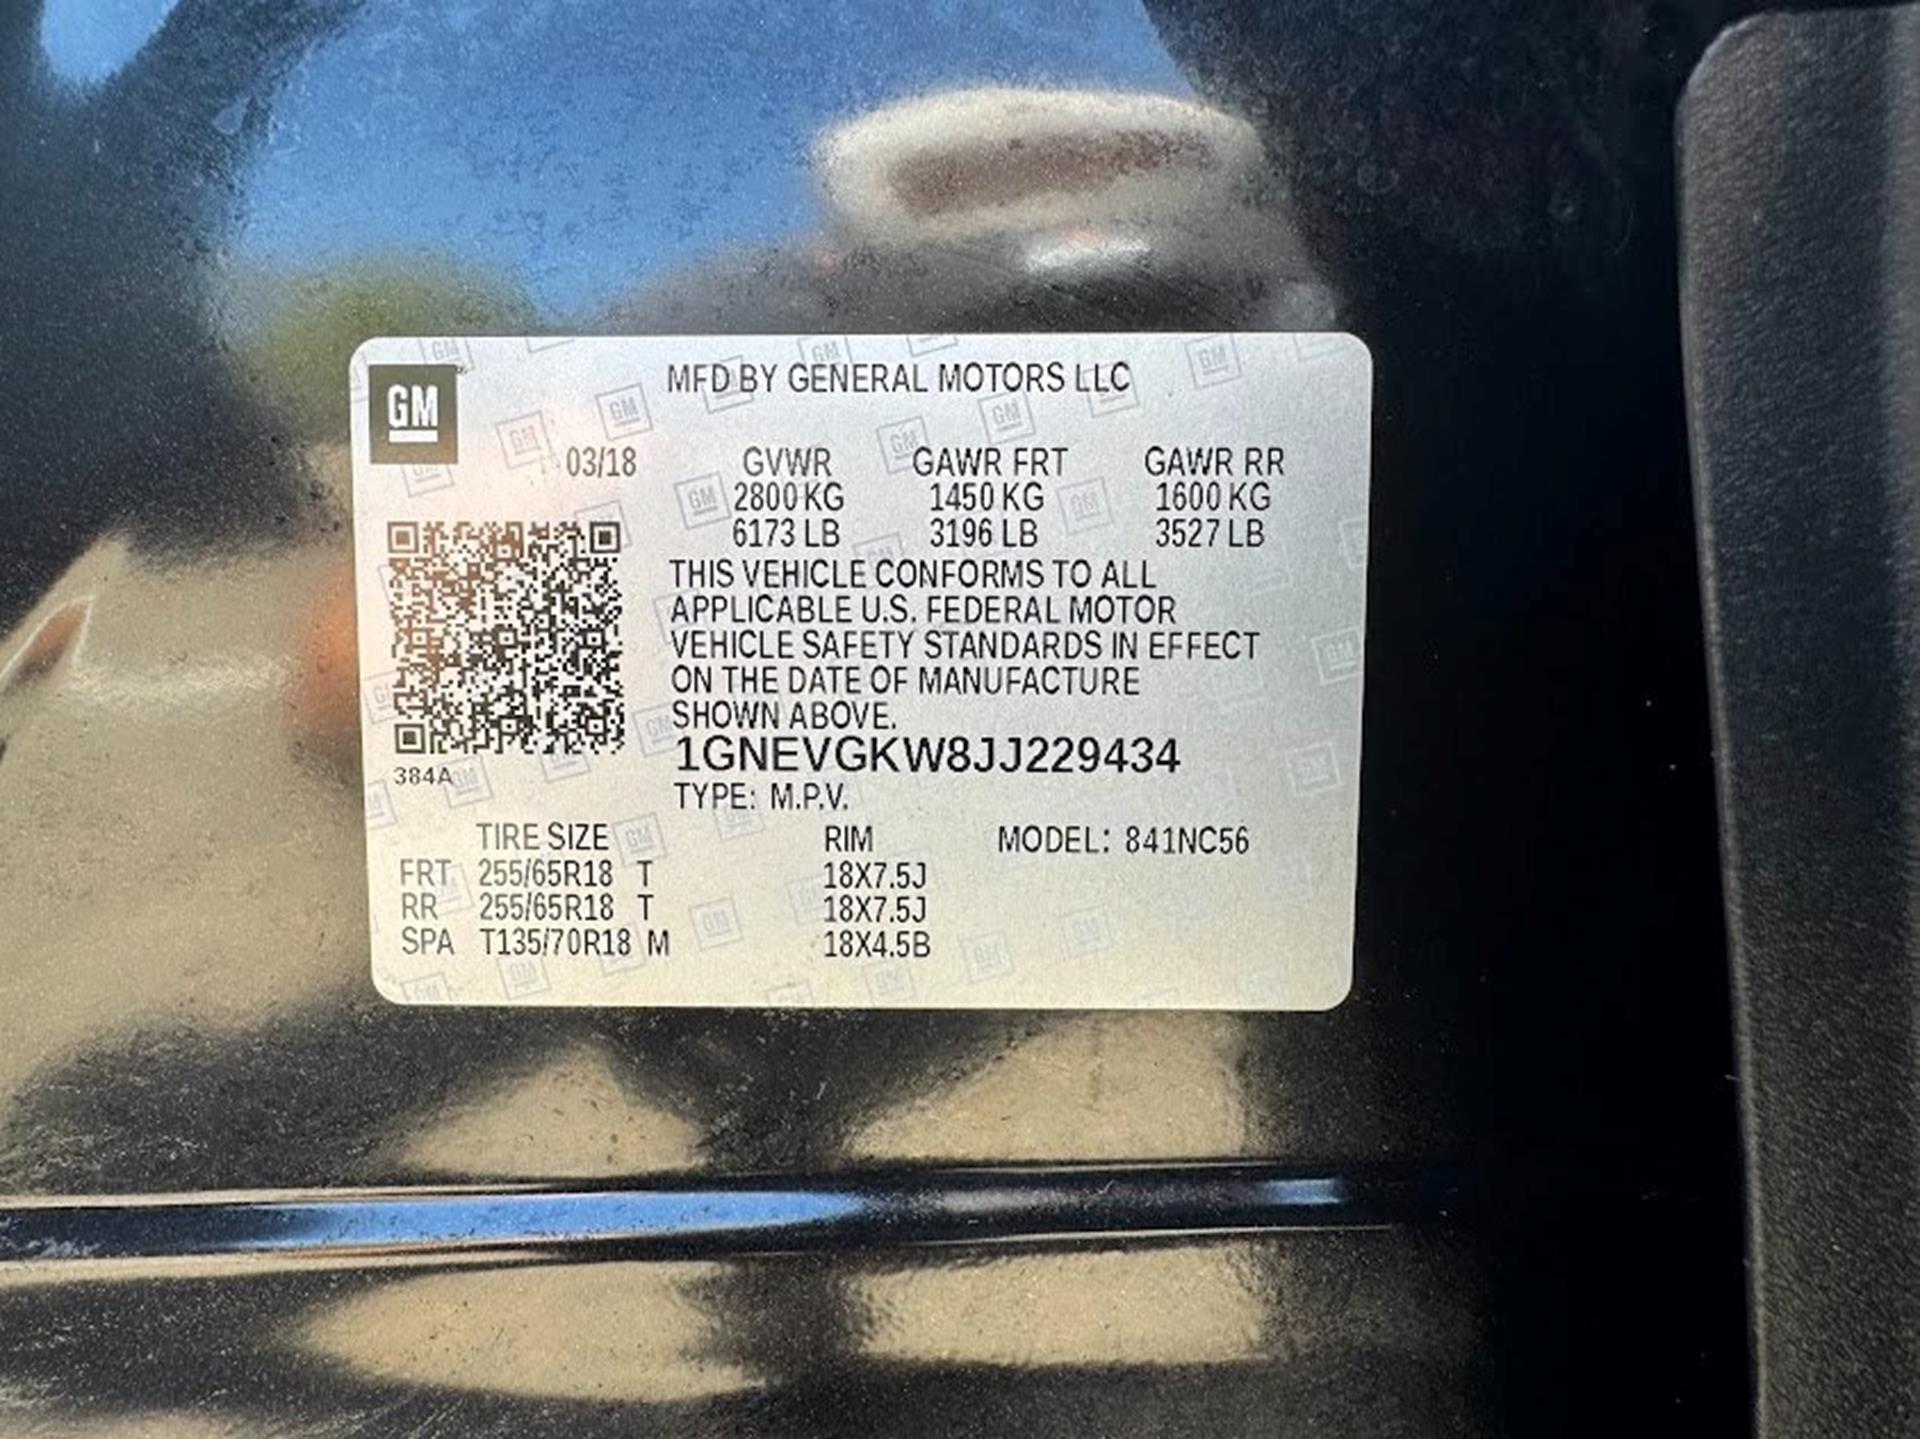 GM
MFD BY GENERAL MOTORS LLC
03/18 GVWR GAWR FRT GAWR RR
2800 KG 1450 KG 1600 KG
6173 LB 3196 LB 3527 LB
THIS VEHICLE CONFORMS TO ALL
APPLICABLE U.S. FEDERAL MOTOR
VEHICLE SAFETY STANDARDS IN EFFECT
ON THE DATE OF MANUFACTURE
SHOWN ABOVE.
1GNEVGKW8JJ229434
384A
TYPE: M.P.V.
TIRE SIZE RIM MODEL: 841NC56
FRT 255/65R18 T 18X7.5J
RR 255/65R18 T 18X7.5J
SPA T135/70R18 M 18X4.5B